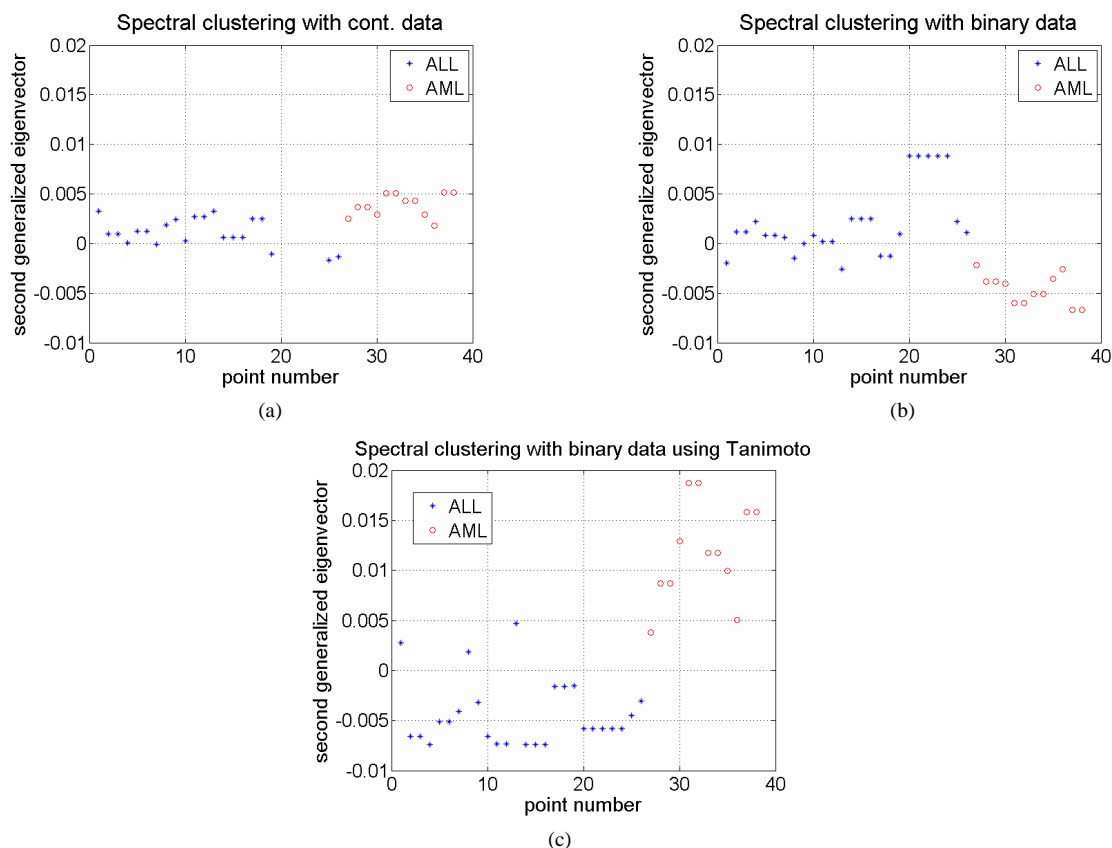 Spectral clustering with cont. data
second generalized eigenvector
0.02
0.015
0.01
0.005
0
-0.005
-0.01
ALL
AML
0 10 20 30 40
point number
(a)
Spectral clustering with binary data
second generalized eigenvector
0.02
0.015
0.01
0.005
0
-0.005
-0.01
ALL
AML
0 10 20 30 40
point number
(b)
Spectral clustering with binary data using Tanimoto
second generalized eigenvector
0.02
0.015
0.01
0.005
0
-0.005
-0.01
ALL
AML
0 10 20 30 40
point number
(c)